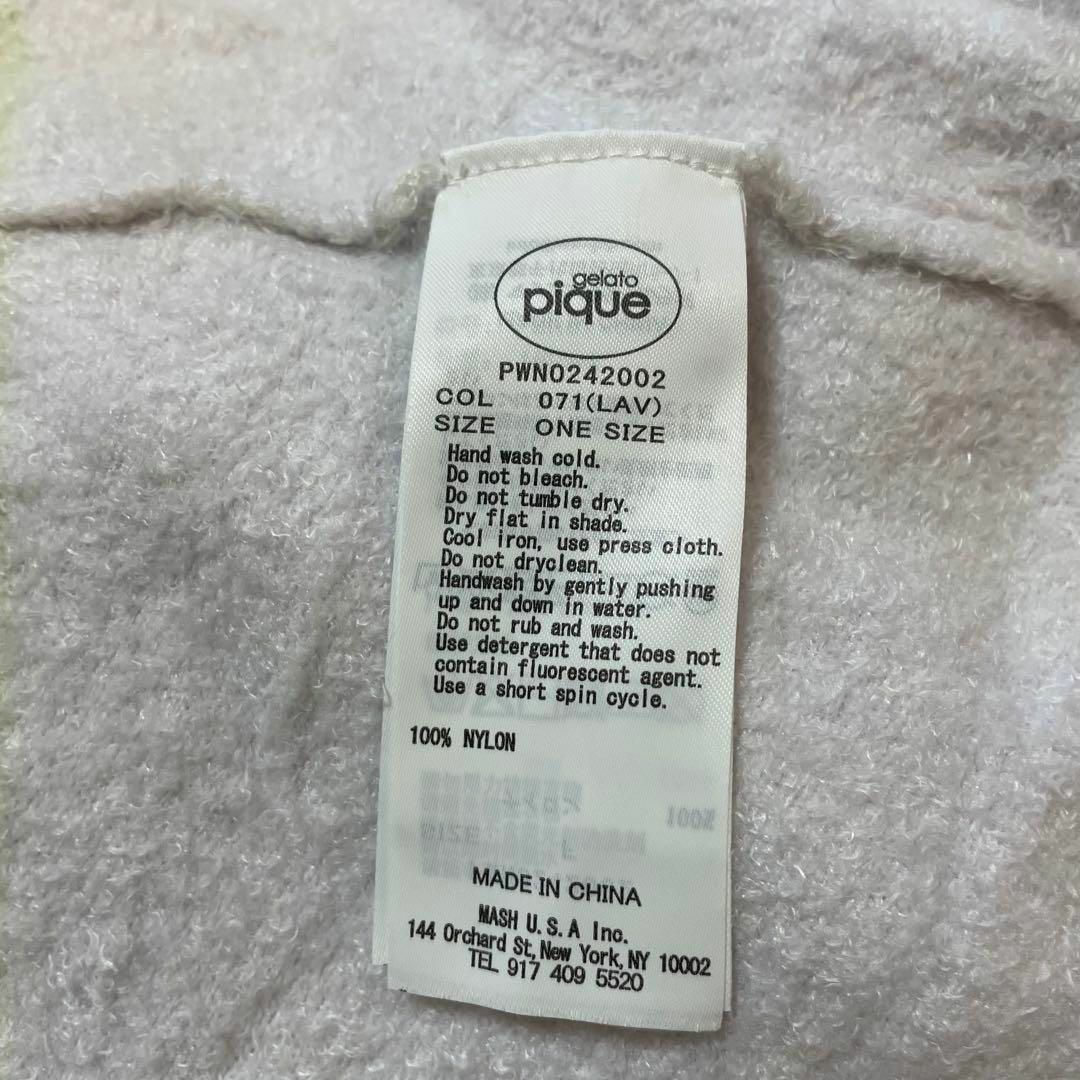 gelato
pique
PWN0242002
COL 071(LAV)
SIZE ONE SIZE
Hand wash cold.
Do not bleach.
Do not tumble dry.
Dry flat in shade.
Cool iron, use press cloth.
Do not dryclean.
Handwash by gently pushing
up and down in water.
Do not rub and wash.
Use detergent that does not
contain fluorescent agent.
Use a short spin cycle.
100% NYLON
MADE IN CHINA
MASH U.S.A Inc.
144 Orchard St, New York, NY 10002
TEL 917 409 5520